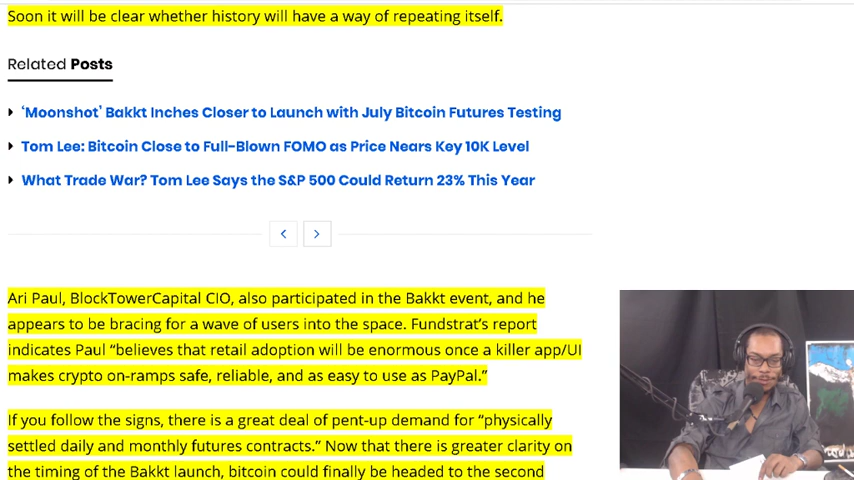 Soon it will be clear whether history will have a way of repeating itself.
Related Posts
‘Moonshot’ Bakkt Inches Closer to Launch with July Bitcoin Futures Testing
Tom Lee: Bitcoin Close to Full-Blown FOMO as Price Nears Key 10K Level
What Trade War? Tom Lee Says the S&P 500 Could Return 23% This Year
Ari Paul, BlockTowerCapital CIO, also participated in the Bakkt event, and he
appears to be bracing for a wave of users into the space. Fundstrat’s report
indicates Paul “believes that retail adoption will be enormous once a killer app/UI
makes crypto on-ramps safe, reliable, and as easy to use as PayPal.”
If you follow the signs, there is a great deal of pent-up demand for “physically
settled daily and monthly futures contracts.” Now that there is greater clarity on
the timing of the Bakkt launch, bitcoin could finally be headed to the second